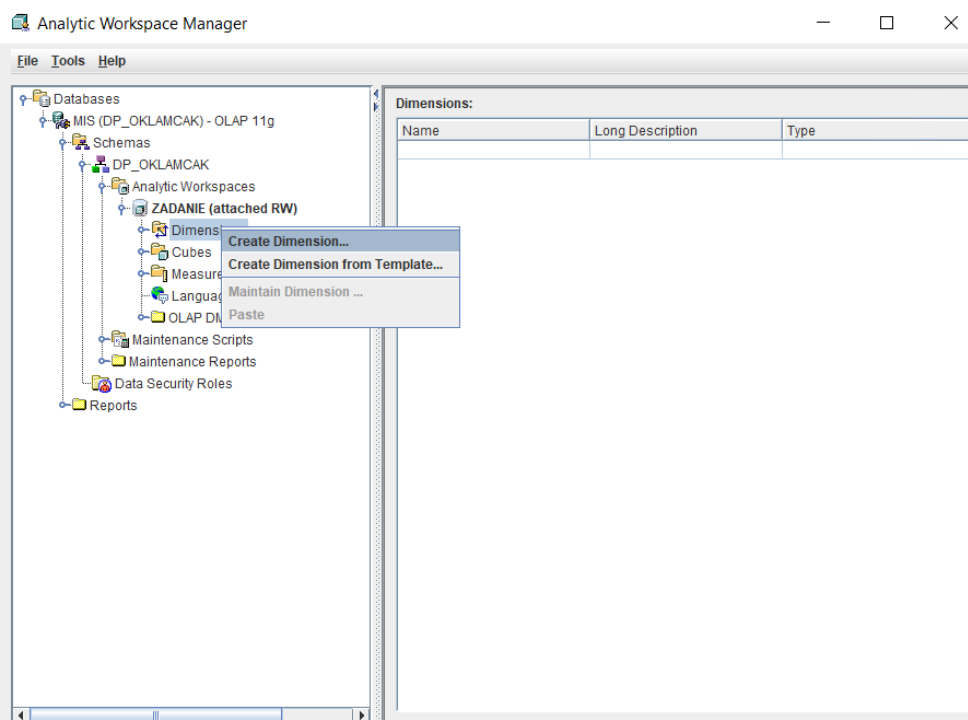 Analytic Workspace Manager
File Tools Help
Databases
MIS (DP_OKLAMCAK) - OLAP 11g
Schemas
DP_OKLAMCAK
Analytic Workspaces
ZADANIE (attached RW)
Dimens
Cubes
Measure
Languag
OLAP DM
Maintenance Scripts
Maintenance Reports
Data Security Roles
Reports
Create Dimension...
Create Dimension from Template...
Maintain Dimension ...
Paste
Dimensions:
Name Long Description Type